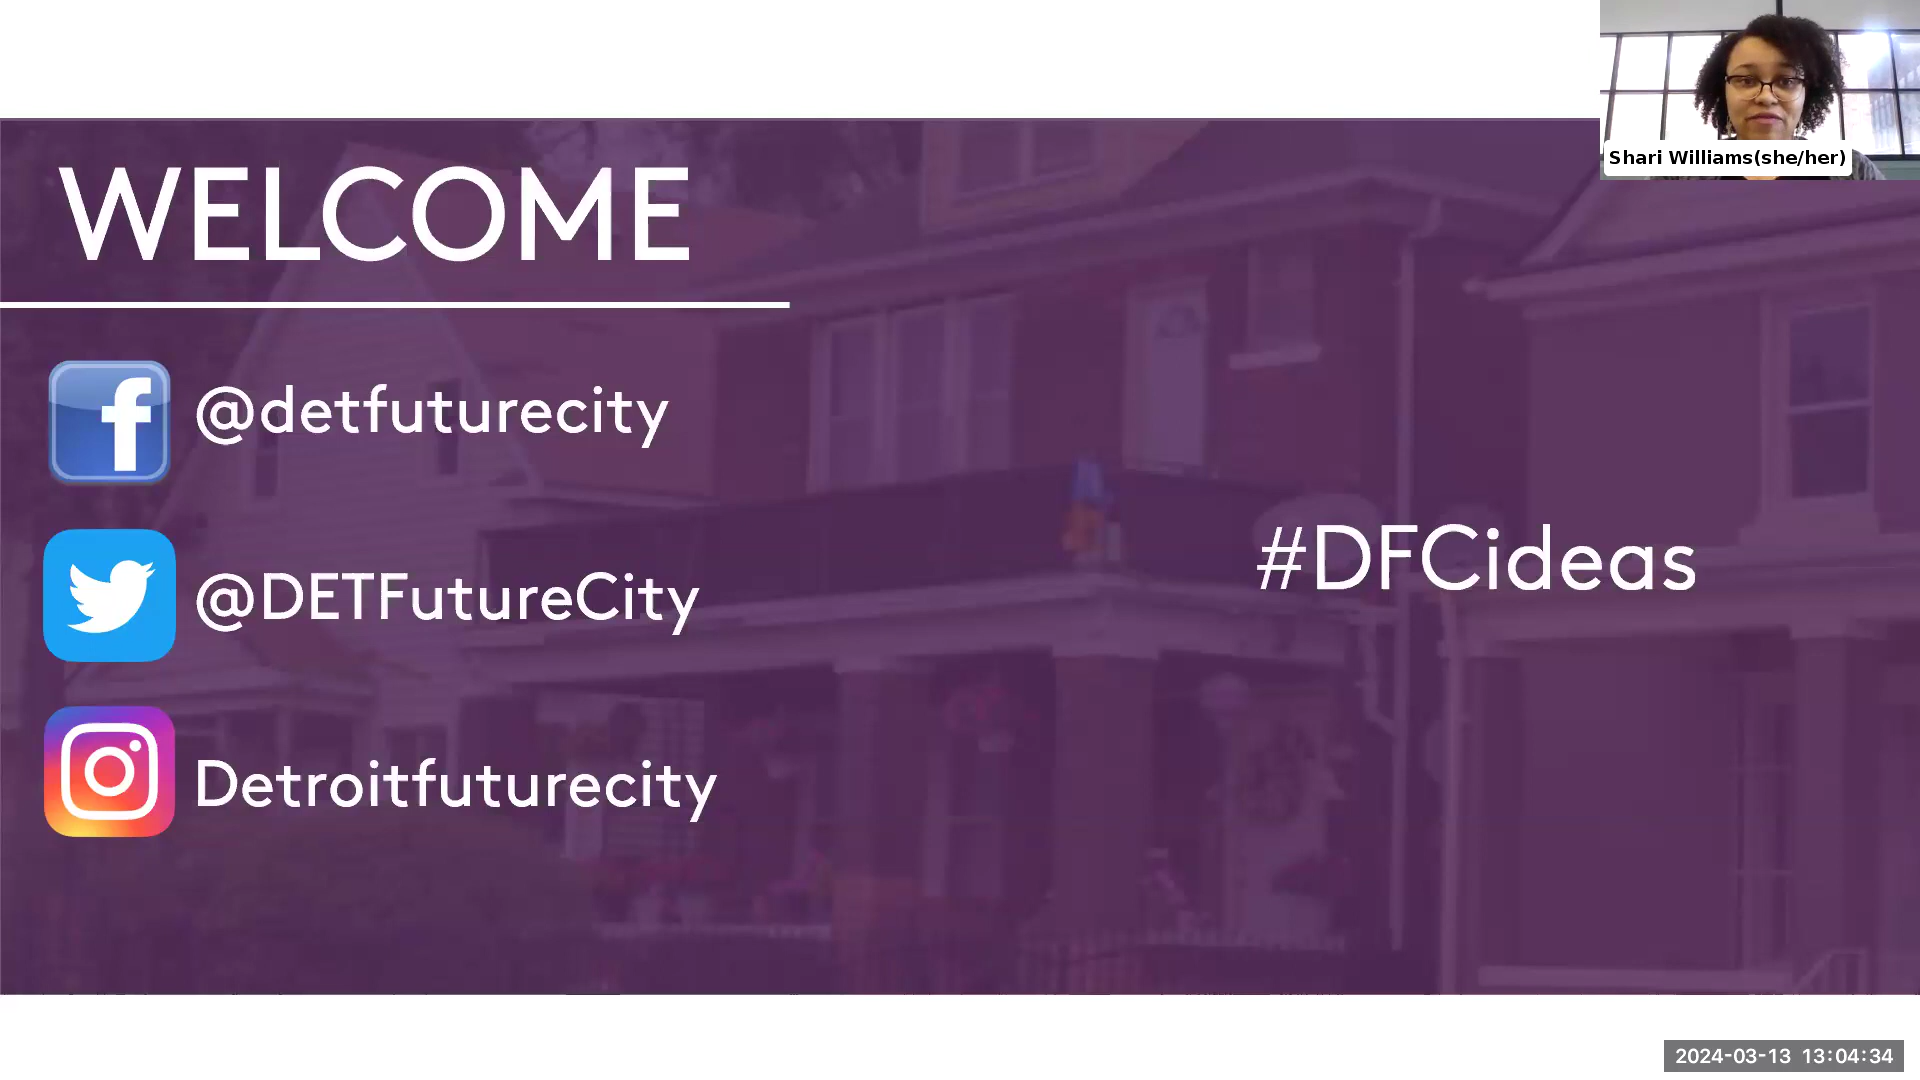 Shari Williams(she/her)
WELCOME
@detfuturecity
@DETFutureCity
#DFCideas
Detroitfuturecity
2024-03-13 13:04:34